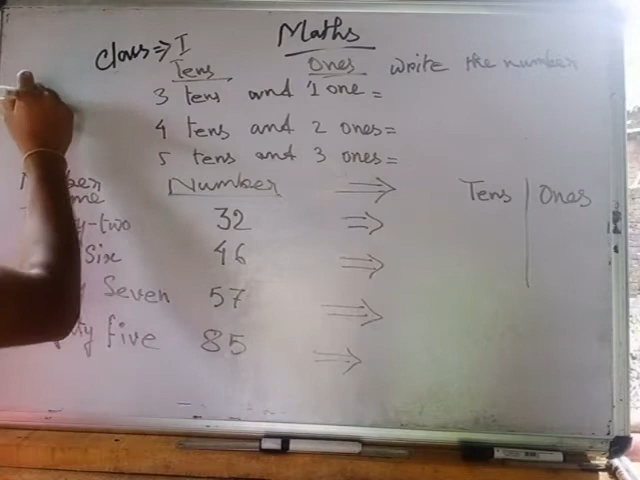 Maths
Class ⇒ I
Tens Ones Write the number
3 tens and 1 one =
4 tens and 2 ones =
5 tens and 3 ones =
Number ⇒ Tens | Ones
32 ⇒
Six 46 ⇒
Seven 57 ⇒
five 85 ⇒